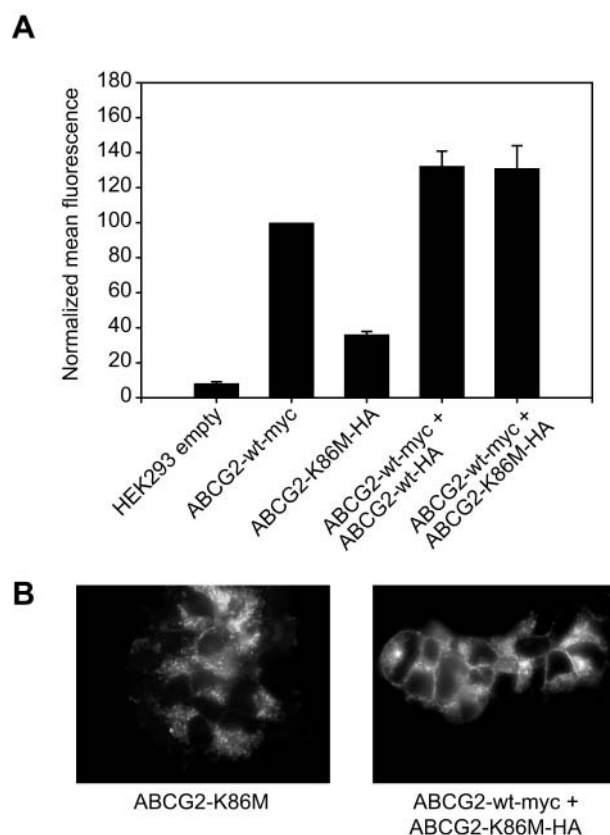 A
Normalized mean fluorescence
180
160
140
120
100
80
60
40
20
0
HEK293 empty
ABCG2-wt-myc
ABCG2-K86M-HA
ABCG2-wt-myc +
ABCG2-wt-HA
ABCG2-wt-myc +
ABCG2-K86M-HA
B
ABCG2-K86M
ABCG2-wt-myc +
ABCG2-K86M-HA